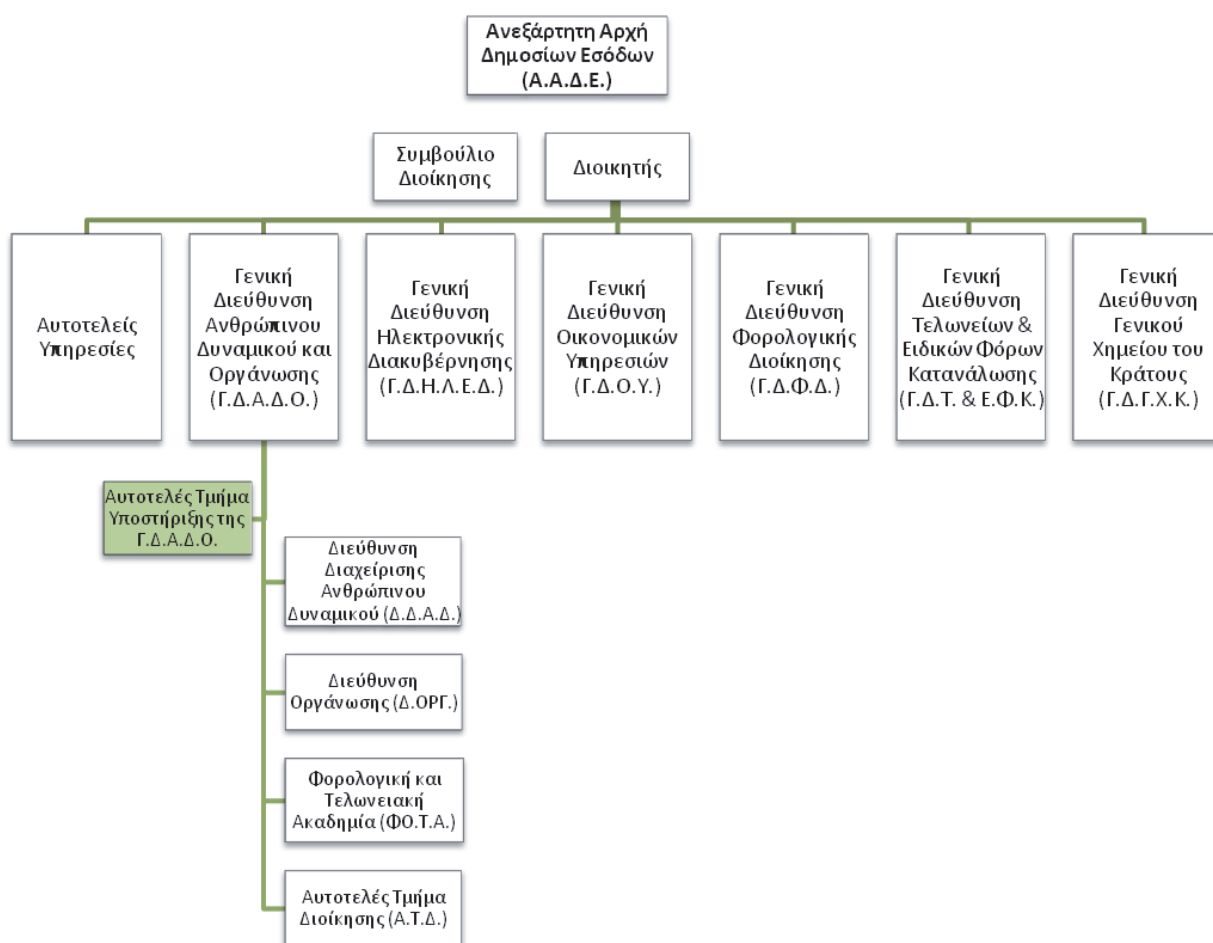 Ανεξάρτητη Αρχή
Δημοσίων Εσόδων
(Α.Α.Δ.Ε.)
Συμβούλιο
Διοίκησης
Διοικητής
Αυτοτελείς
Υπηρεσίες
Γενική
Διεύθυνση
Ανθρώπινου
Δυναμικού και
Οργάνωσης
(Γ.Δ.Α.Δ.Ο.)
Γενική
Διεύθυνση
Ηλεκτρονικής
Διακυβέρνησης
(Γ.Δ.Η.Λ.Ε.Δ.)
Γενική
Διεύθυνση
Οικονομικών
Υπηρεσιών
(Γ.Δ.Ο.Υ.)
Γενική
Διεύθυνση
Φορολογικής
Διοίκησης
(Γ.Δ.Φ.Δ.)
Γενική
Διεύθυνση
Τελωνείων &
Ειδικών Φόρων
Κατανάλωσης
(Γ.Δ.Τ. & Ε.Φ.Κ.)
Γενική
Διεύθυνση
Γενικού
Χημείου του
Κράτους
(Γ.Δ.Γ.Χ.Κ.)
Αυτοτελές Τμήμα
Υποστήριξης της
Γ.Δ.Α.Δ.Ο.
Διεύθυνση
Διαχείρισης
Ανθρώπινου
Δυναμικού (Δ.Δ.Α.Δ.)
Διεύθυνση
Οργάνωσης (Δ.ΟΡΓ.)
Φορολογική και
Τελωνειακή
Ακαδημία (ΦΟ.Τ.Α.)
Αυτοτελές Τμήμα
Διοίκησης (Α.Τ.Δ.)